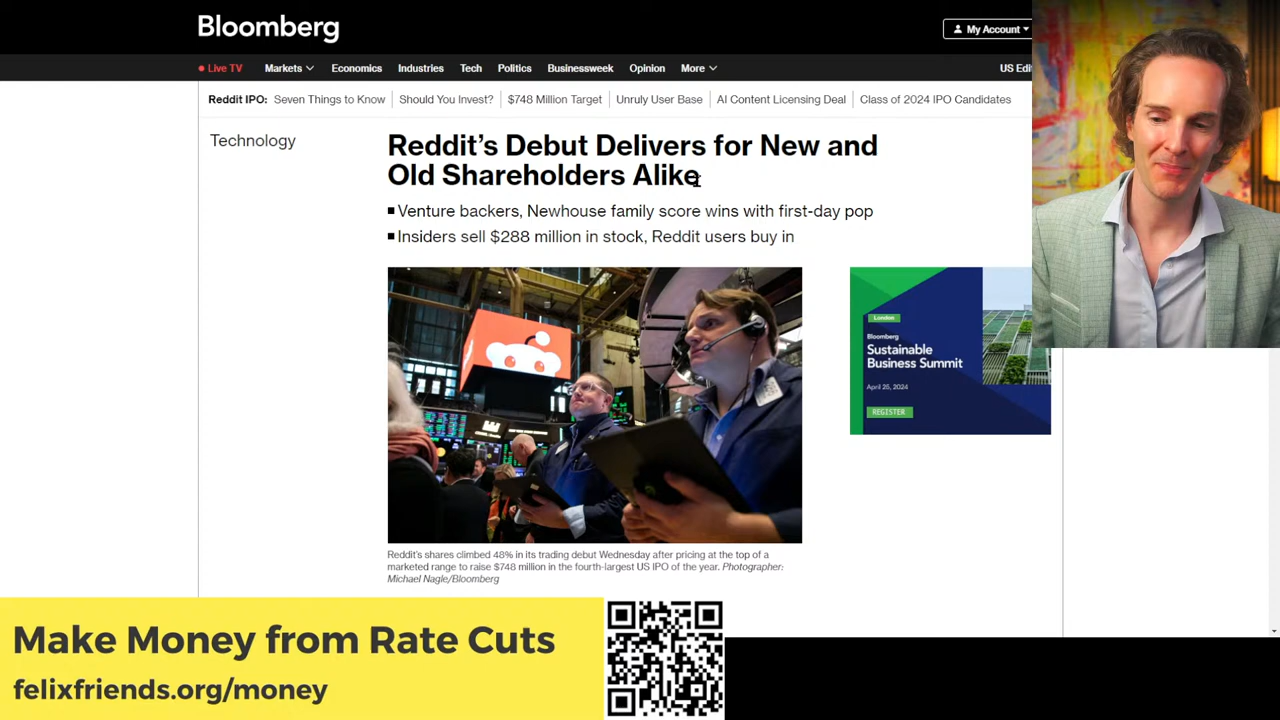 Bloomberg
My Account
Live TV Markets Economics Industries Tech Politics Businessweek Opinion More US Edi
Reddit IPO: Seven Things to Know Should You Invest? $748 Million Target Unruly User Base AI Content Licensing Deal Class of 2024 IPO Candidates
Technology
Reddit's Debut Delivers for New and
Old Shareholders Alike
Venture backers, Newhouse family score wins with first-day pop
Insiders sell $288 million in stock, Reddit users buy in
London
Bloomberg
Sustainable
Business Summit
April 25, 2024
REGISTER
Reddit's shares climbed 48% in its trading debut Wednesday after pricing at the top of a
marketed range to raise $748 million in the fourth-largest US IPO of the year. Photographer:
Michael Nagle/Bloomberg
Make Money from Rate Cuts
felixfriends.org/money